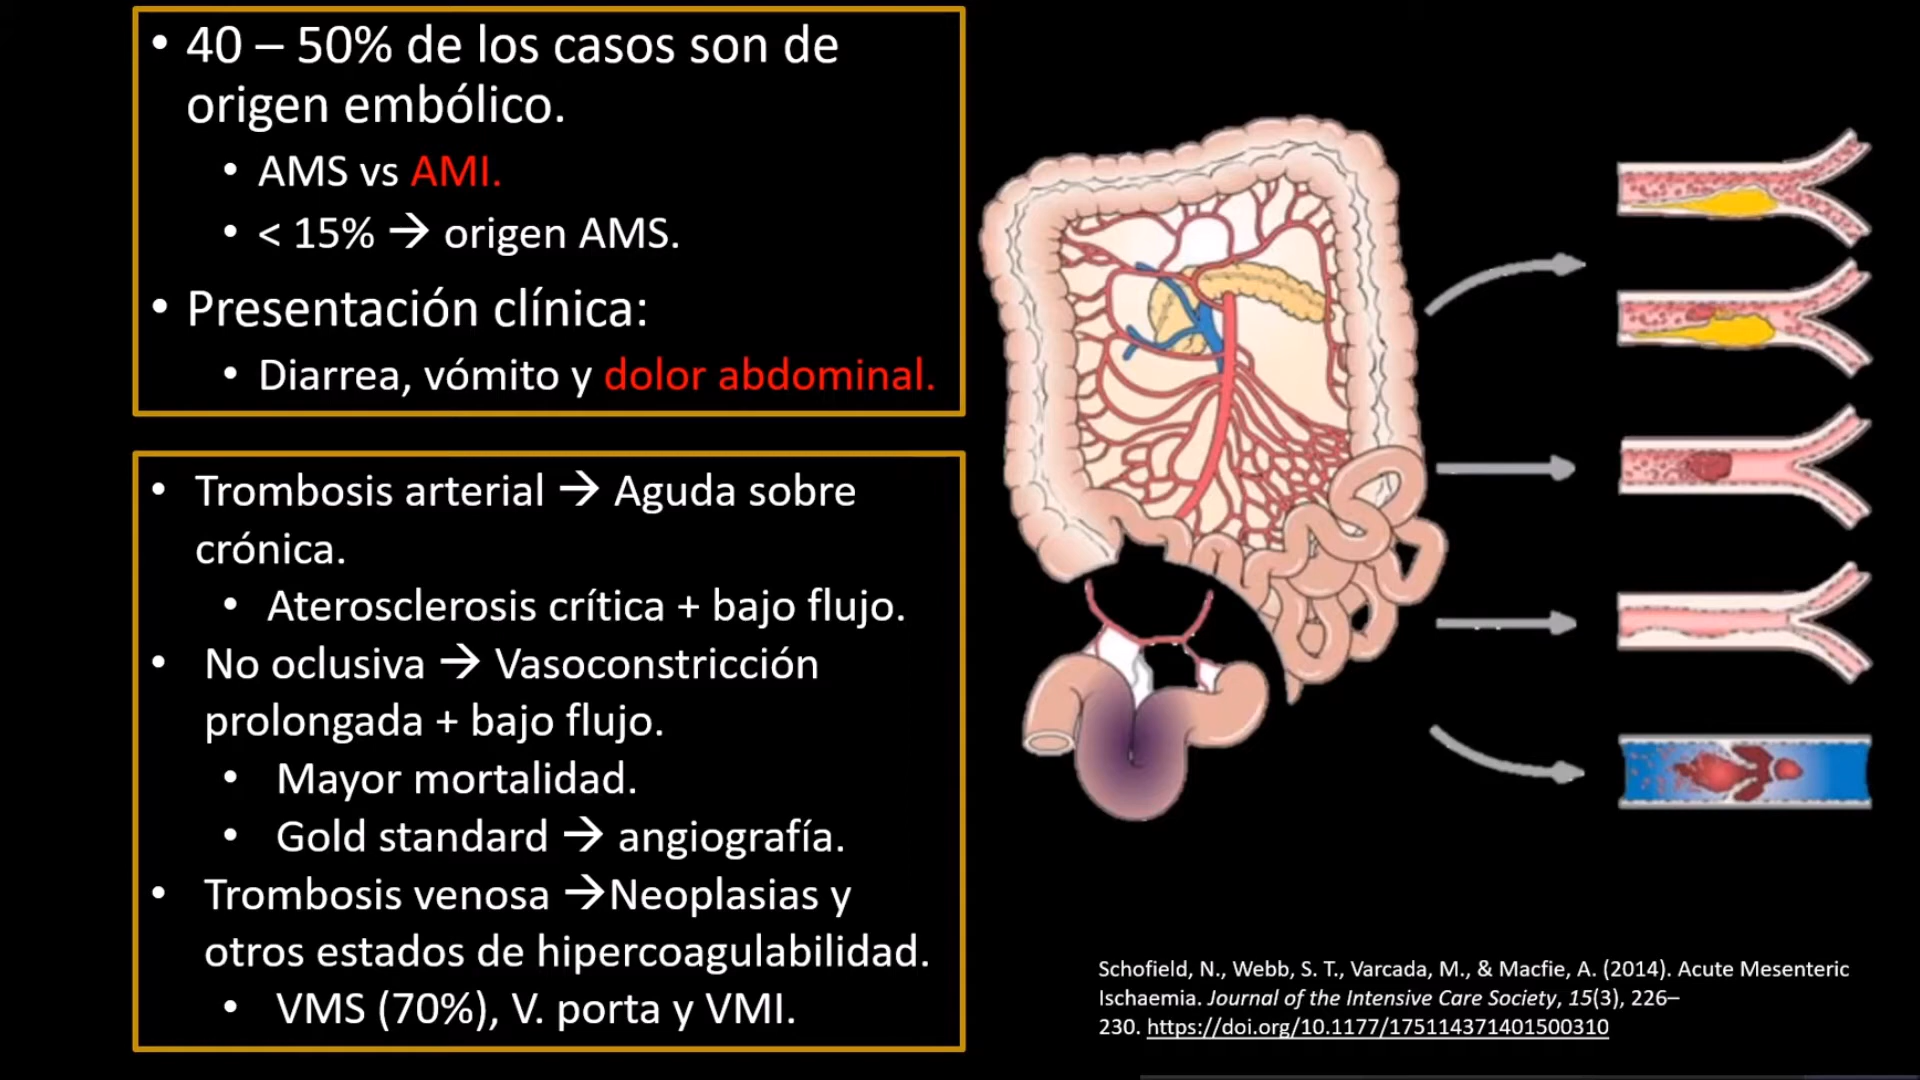 • 40 – 50% de los casos son de
origen embólico.
• AMS vs AMI.
• < 15% → origen AMS.
• Presentación clínica:
• Diarrea, vómito y dolor abdominal.
• Trombosis arterial → Aguda sobre
crónica.
• Aterosclerosis crítica + bajo flujo.
• No oclusiva → Vasoconstricción
prolongada + bajo flujo.
• Mayor mortalidad.
• Gold standard → angiografía.
• Trombosis venosa →Neoplasias y
otros estados de hipercoagulabilidad.
• VMS (70%), V. porta y VMI.
Schofield, N., Webb, S. T., Varcada, M., & Macfie, A. (2014). Acute Mesenteric
Ischaemia. Journal of the Intensive Care Society, 15(3), 226–
230. https://doi.org/10.1177/175114371401500310